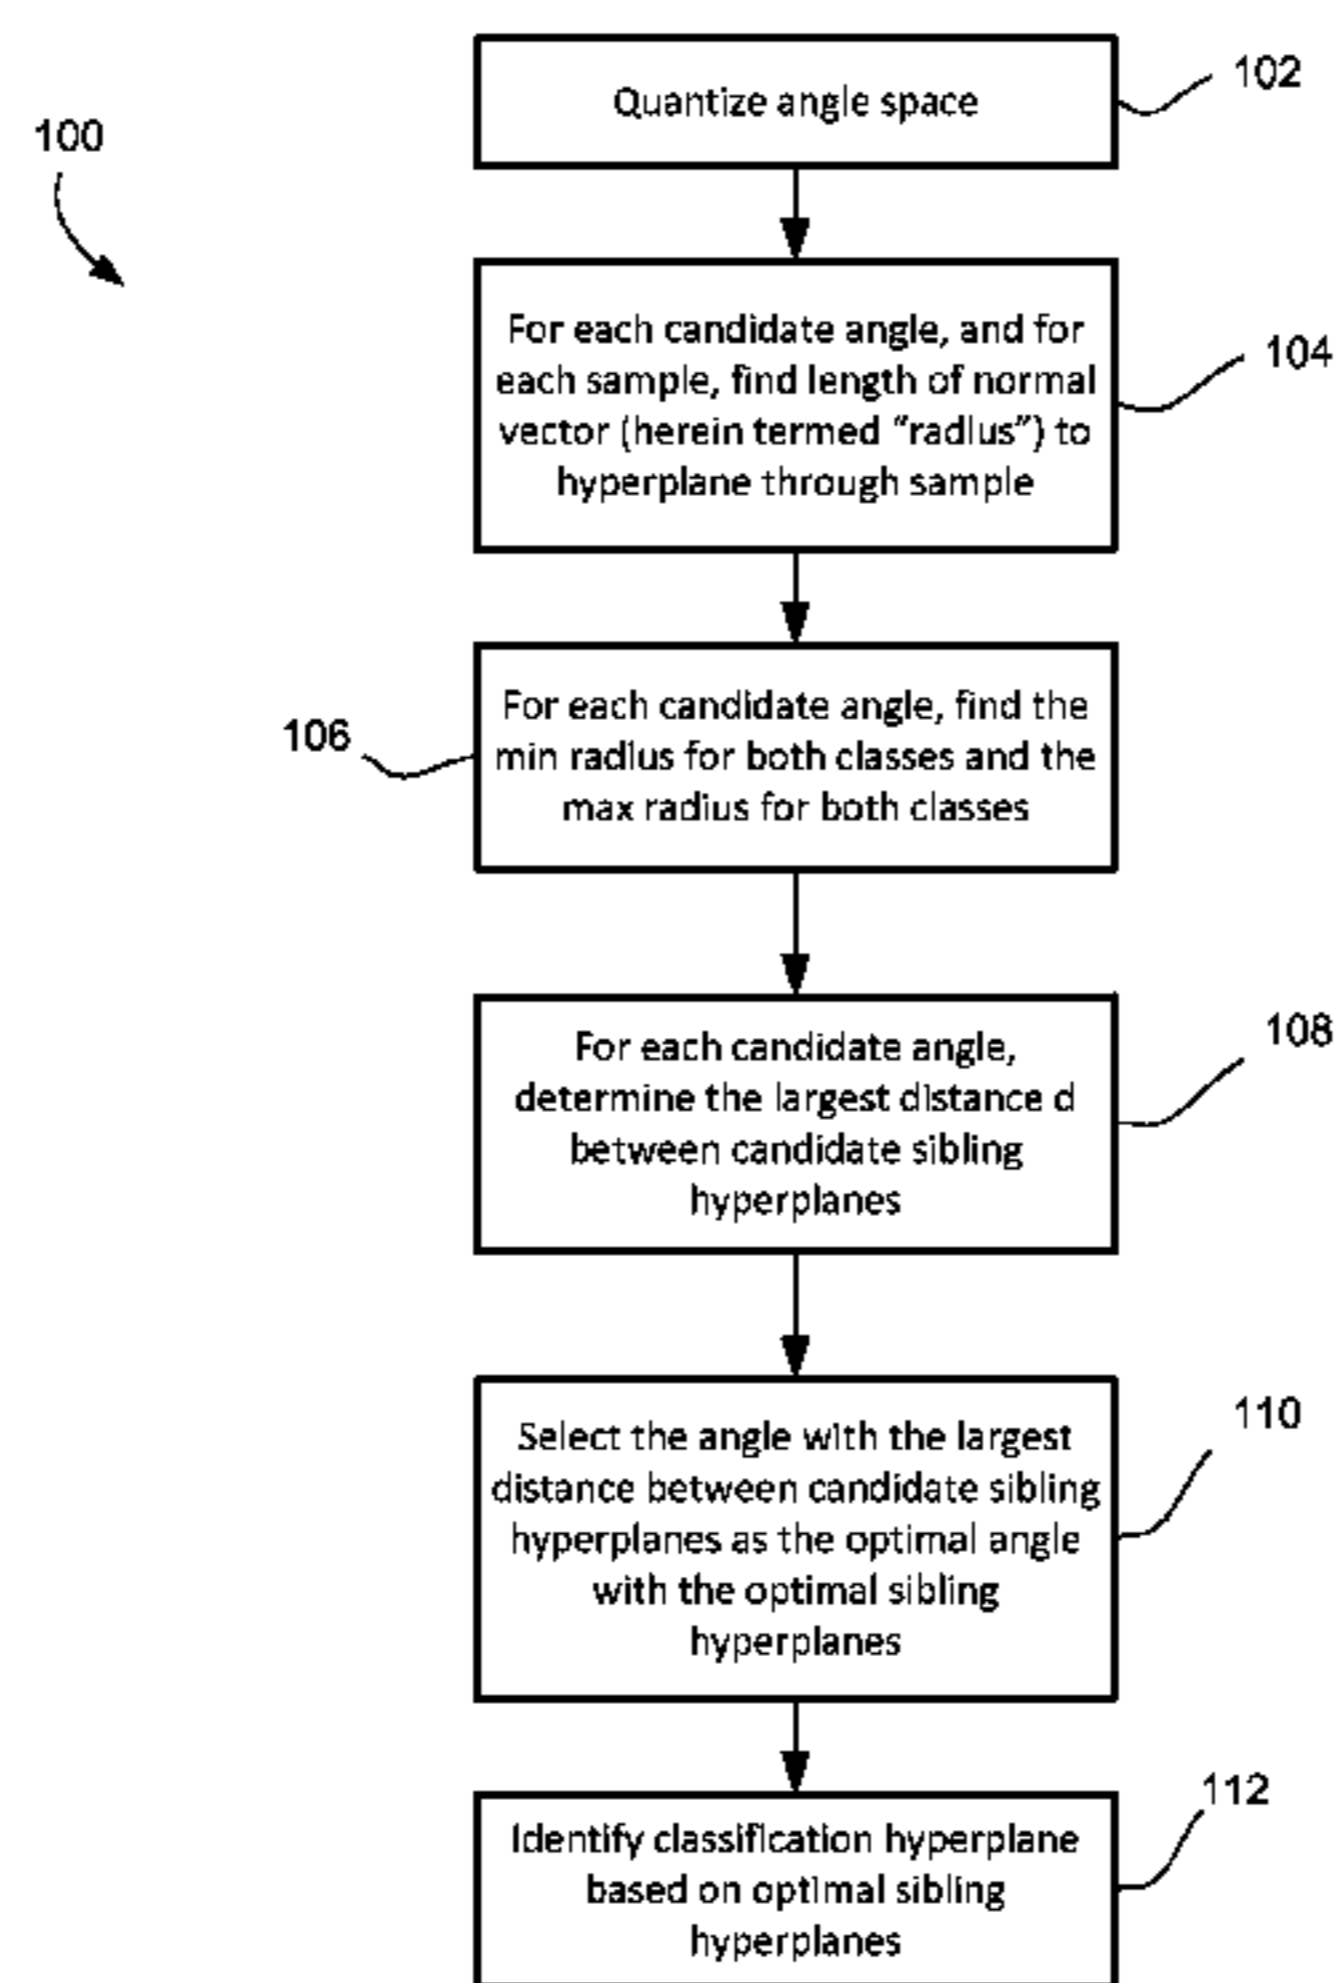 102
Quantize angle space
100
For each candidate angle, and for
each sample, find length of normal
vector (herein termed "radius") to
hyperplane through sample
104
106
For each candidate angle, find the
min radius for both classes and the
max radius for both classes
108
For each candidate angle,
determine the largest distance d
between candidate sibling
hyperplanes
110
Select the angle with the largest
distance between candidate sibling
hyperplanes as the optimal angle
with the optimal sibling
hyperplanes
112
Identify classification hyperplane
based on optimal sibling
hyperplanes